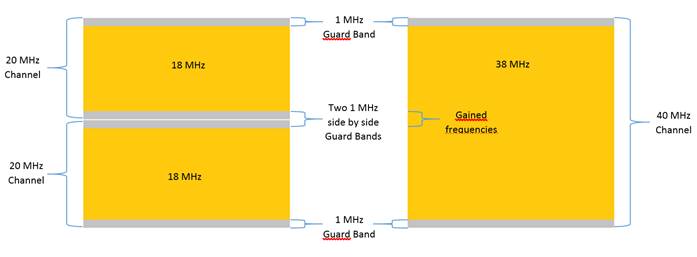 20 MHz
Channel
18 MHz
20 MHz
Channel
18 MHz
1 MHz
Guard Band
Two 1 MHz
side by side
Guard Bands
1 MHz
Guard Band
38 MHz
Gained
frequencies
40 MHz
Channel